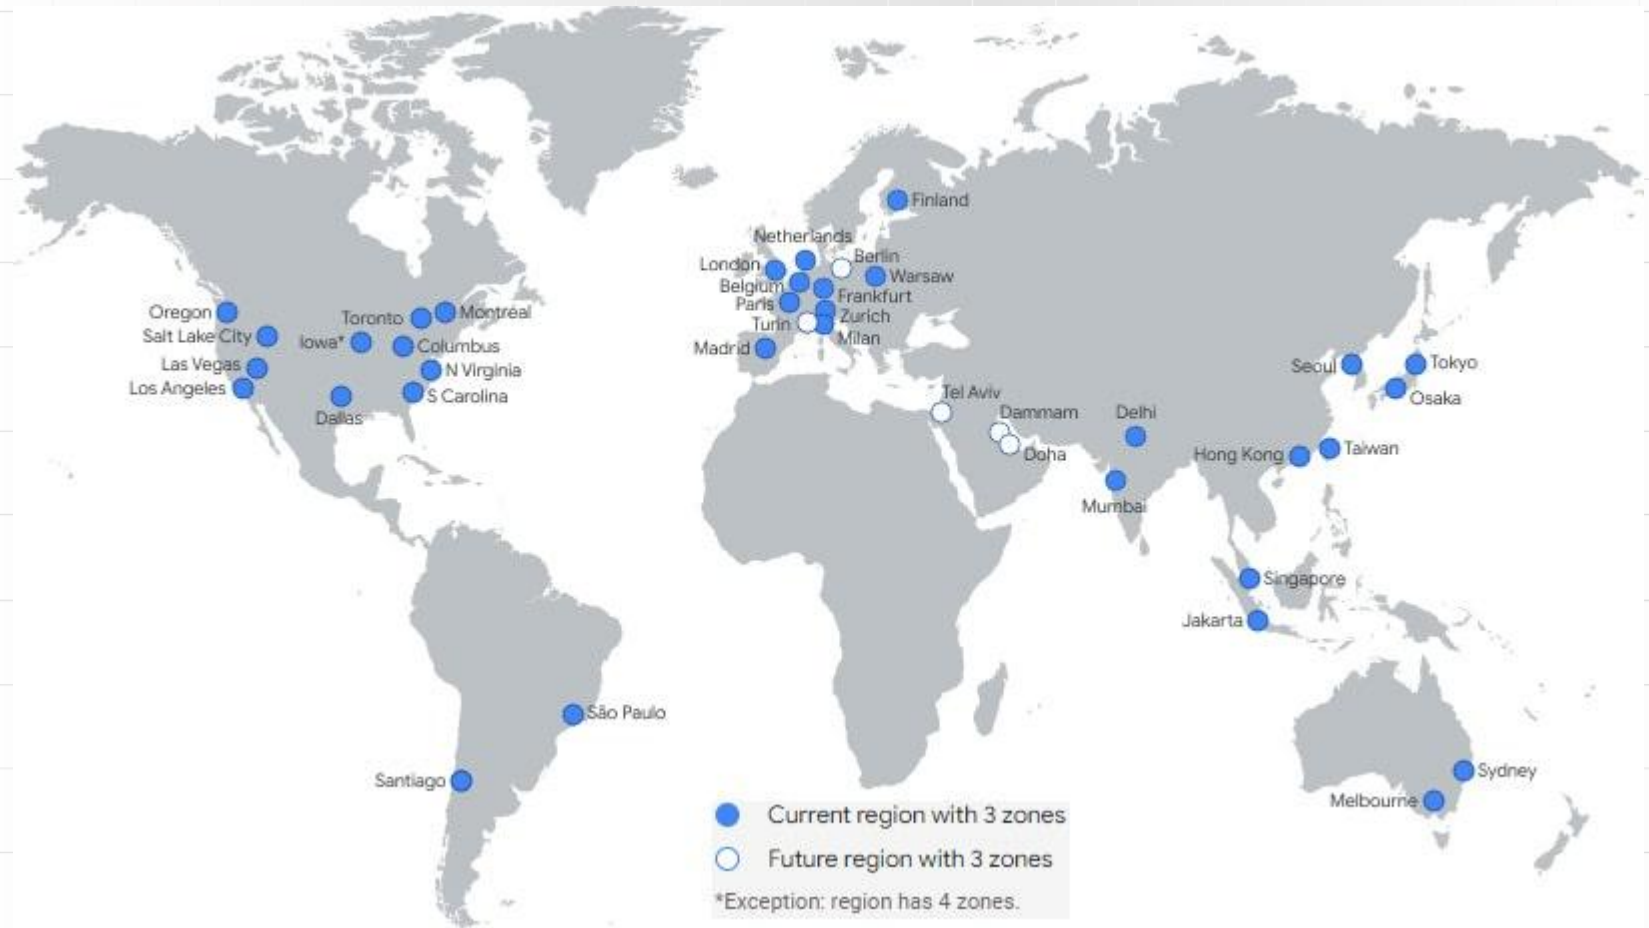 Finland
Netherlands
London
Berlin
Belgium
Warsaw
Paris
Frankfurt
Turin
Zurich
Madrid
Milan
Oregon
Toronto
Montréal
Salt Lake City
Iowa*
Columbus
Las Vegas
N Virginia
Los Angeles
S Carolina
Dallas
Seoul
Tokyo
Osaka
Tel Aviv
Dammam
Delhi
Doha
Hong Kong
Taiwan
Mumbai
Singapore
Jakarta
São Paulo
Santiago
Sydney
Melbourne
Current region with 3 zones
Future region with 3 zones
*Exception: region has 4 zones.